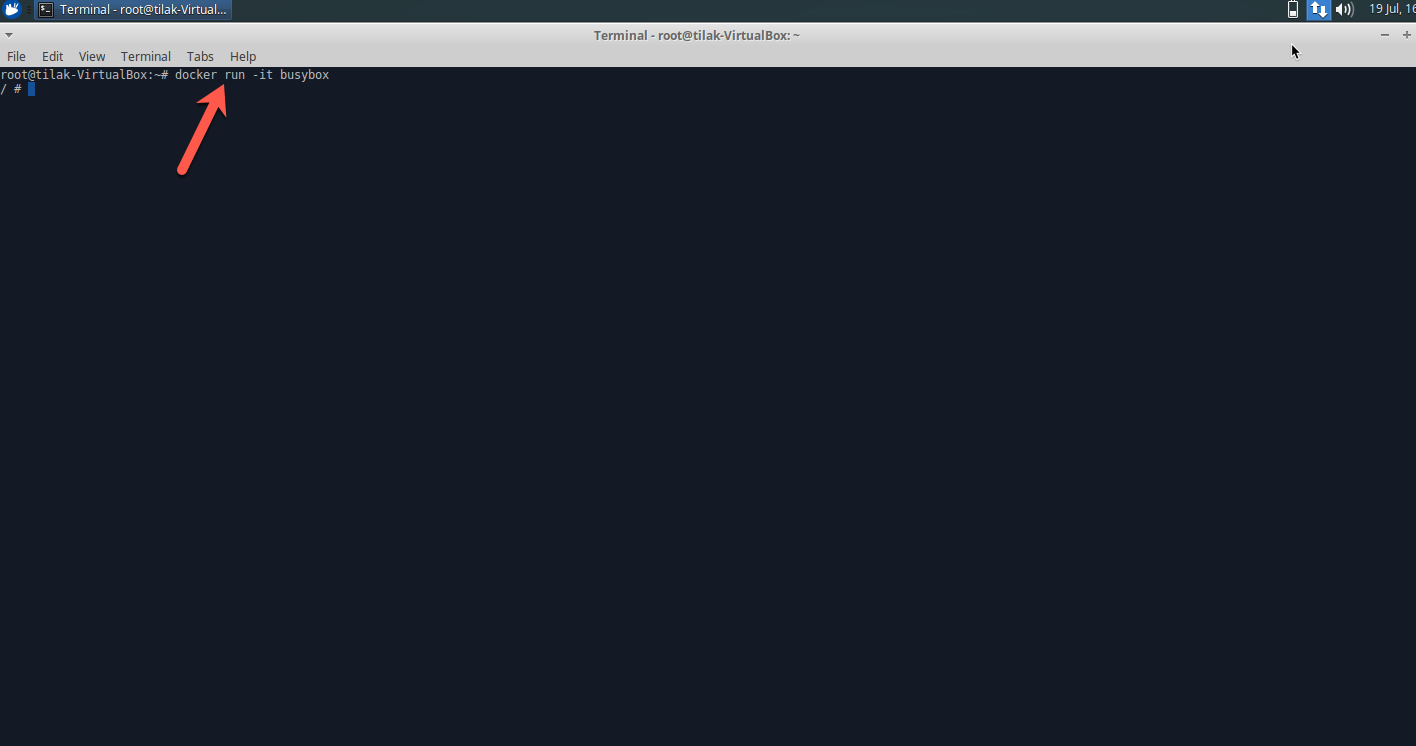 Terminal - root@tilak-Virtual...
19 Jul, 16
Terminal - root@tilak-VirtualBox: ~
File Edit View Terminal Tabs Help
root@tilak-VirtualBox:~# docker run -it busybox
/ #